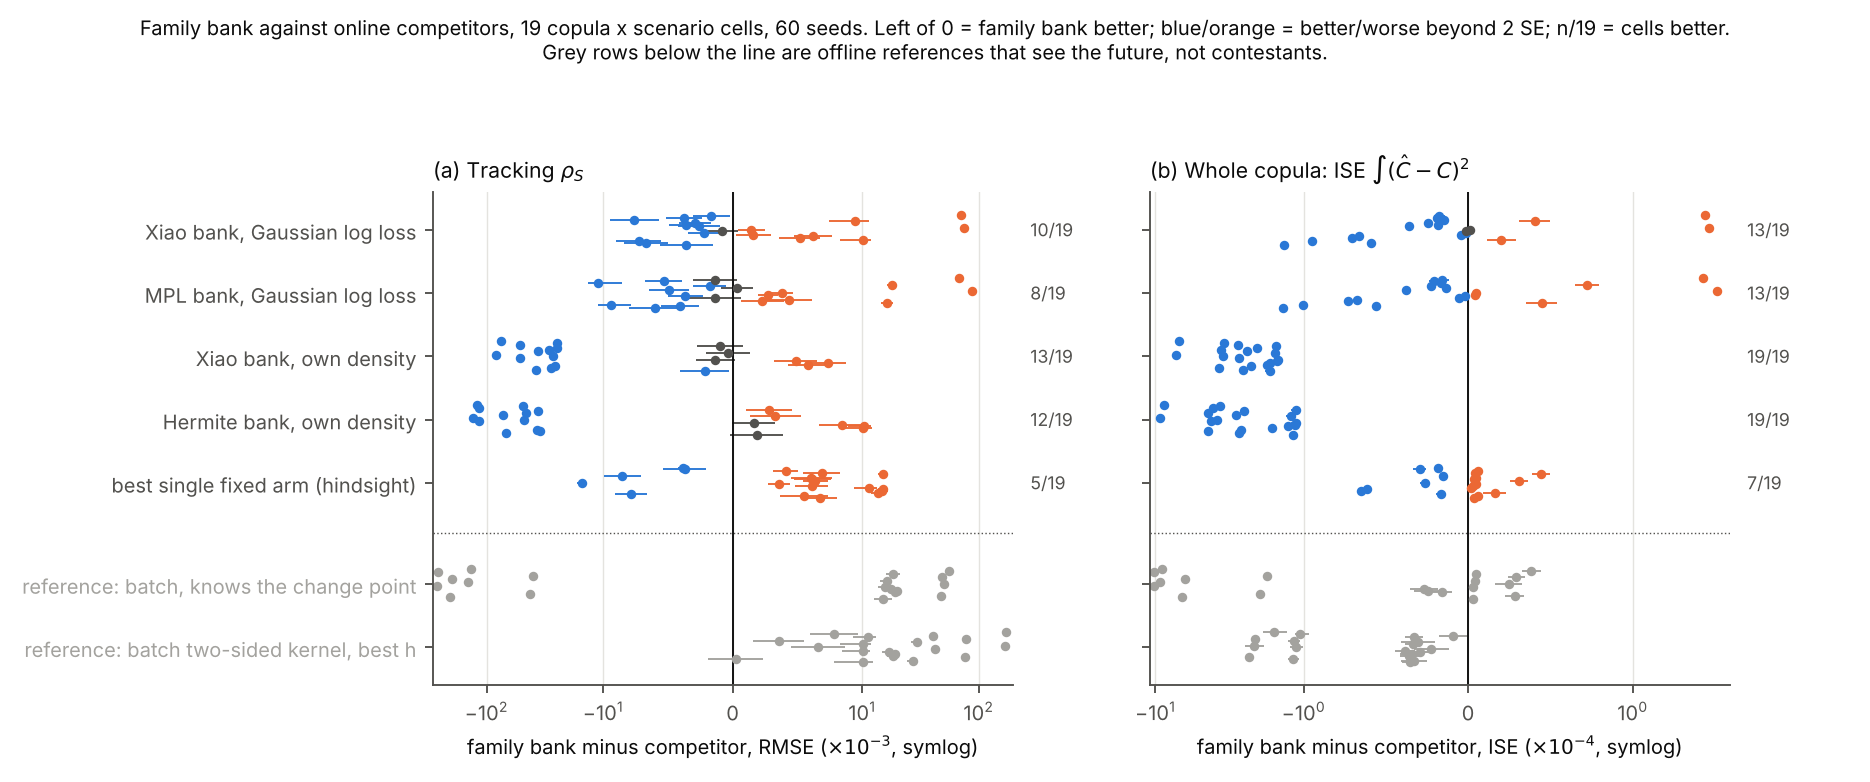 Family bank against online competitors, 19 copula x scenario cells, 60 seeds. Left of 0 = family bank better; blue/orange = better/worse beyond 2 SE; n/19 = cells better.
Grey rows below the line are offline references that see the future, not contestants.
(a) Tracking ρ_S
Xiao bank, Gaussian log loss
MPL bank, Gaussian log loss
Xiao bank, own density
Hermite bank, own density
best single fixed arm (hindsight)
reference: batch, knows the change point
reference: batch two-sided kernel, best h
10/19
8/19
13/19
12/19
5/19
−10² −10¹ 0 10¹ 10²
family bank minus competitor, RMSE (×10⁻³, symlog)
(b) Whole copula: ISE ∫(Ĉ − C)²
13/19
13/19
19/19
19/19
7/19
−10¹ −10⁰ 0 10⁰
family bank minus competitor, ISE (×10⁻⁴, symlog)